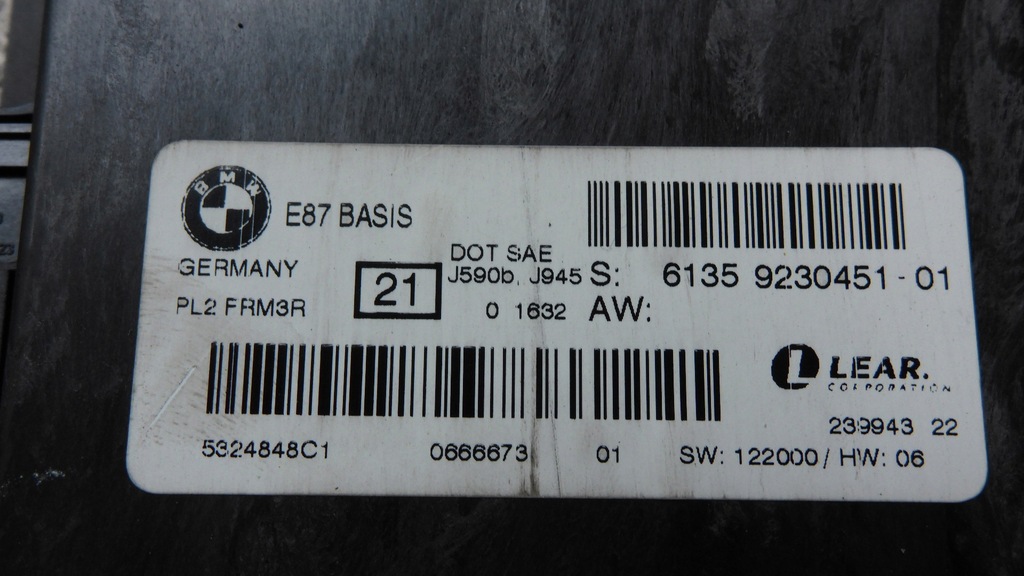 BMW
E87 BASIS
GERMANY
PL2 FRM3R
21
DOT SAE
J590b, J945
0 1632
S: 6135 9230451-01
AW:
LEAR.
CORPORATION
239943 22
5324848C1 0666673 01 SW: 122000/ HW: 06